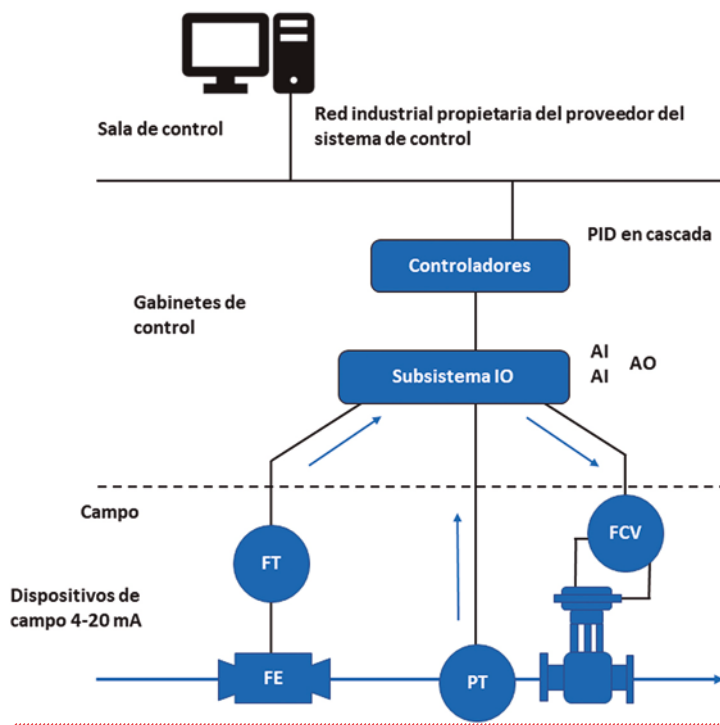 Sala de control
Red industrial propietaria del proveedor del
sistema de control
PID en cascada
Controladores
Gabinetes de
control
Subsistema IO
AI
AI
AO
Campo
FT
FCV
Dispositivos de
campo 4-20 mA
FE
PT